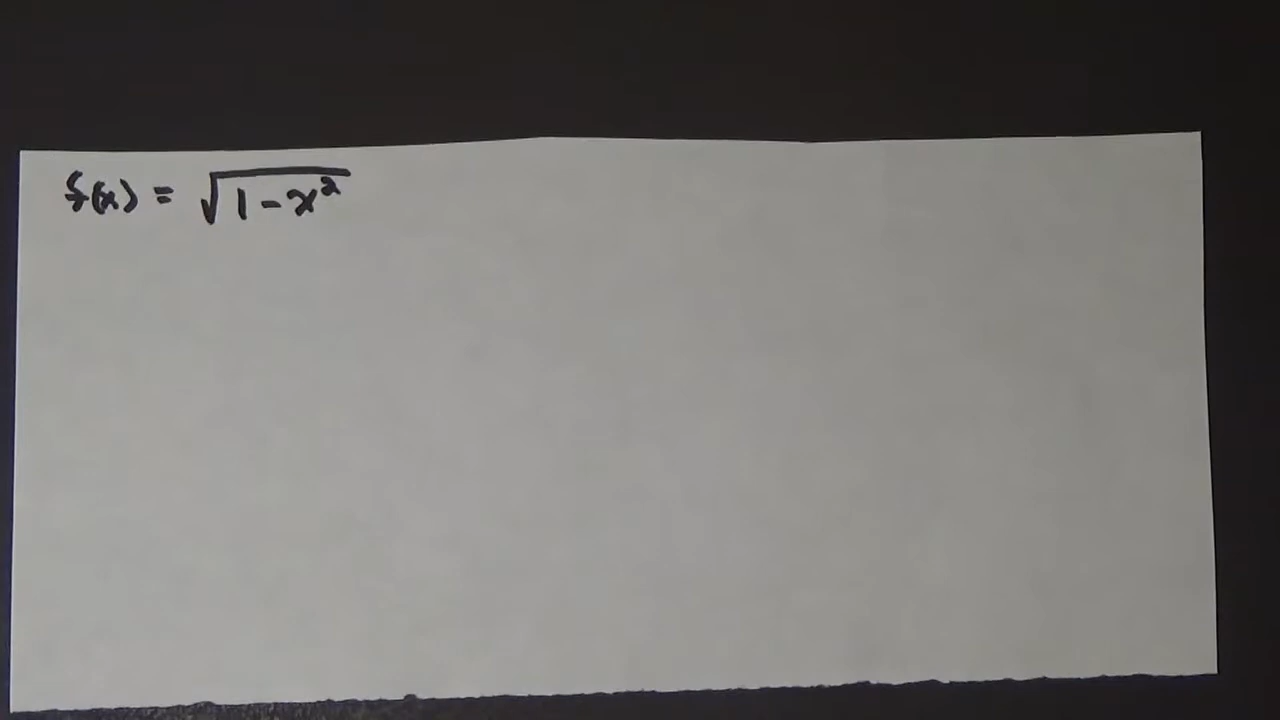 f(x) = √(1-x²)